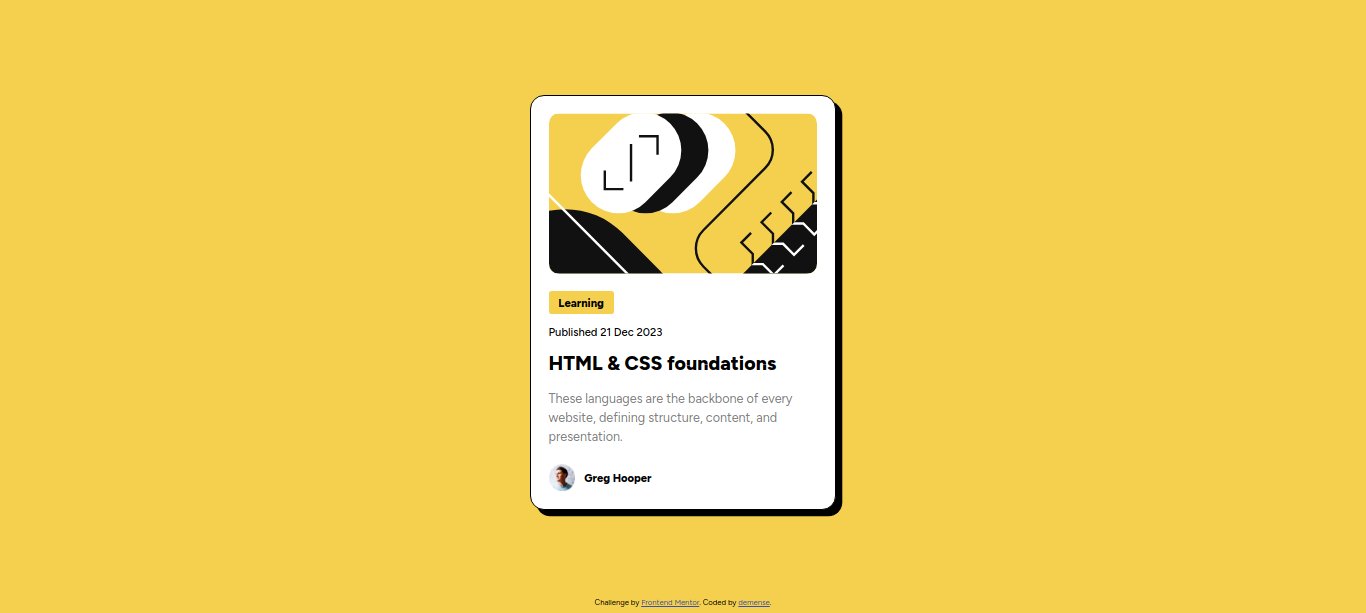 Learning
Published 21 Dec 2023
HTML & CSS foundations
These languages are the backbone of every
website, defining structure, content, and
presentation.
Greg Hooper
Challenge by Frontend Mentor. Coded by demense.